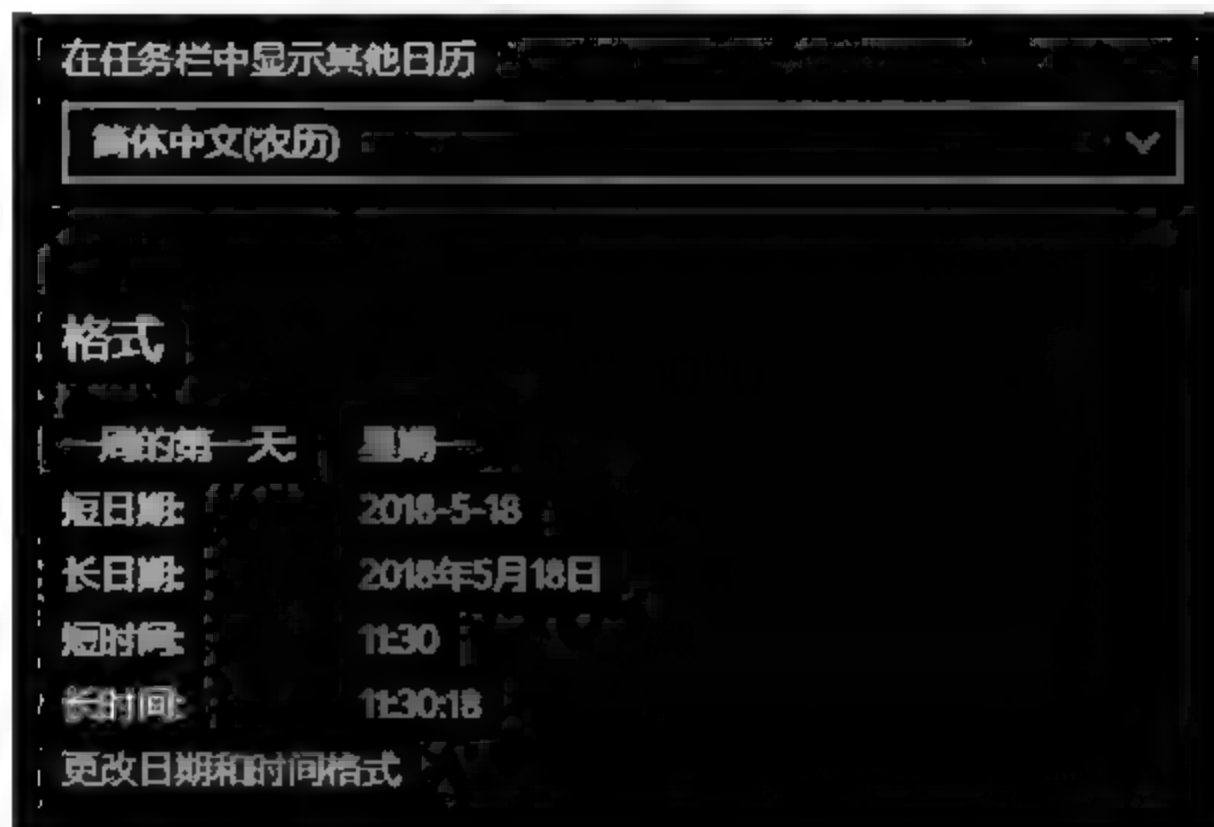 在任务栏中显示其他日历
简体中文(农历)
格式
一周的第一天: 星期一
短日期: 2018-5-18
长日期: 2018年5月18日
短时间: 11:30
长时间: 11:30:18
更改日期和时间格式